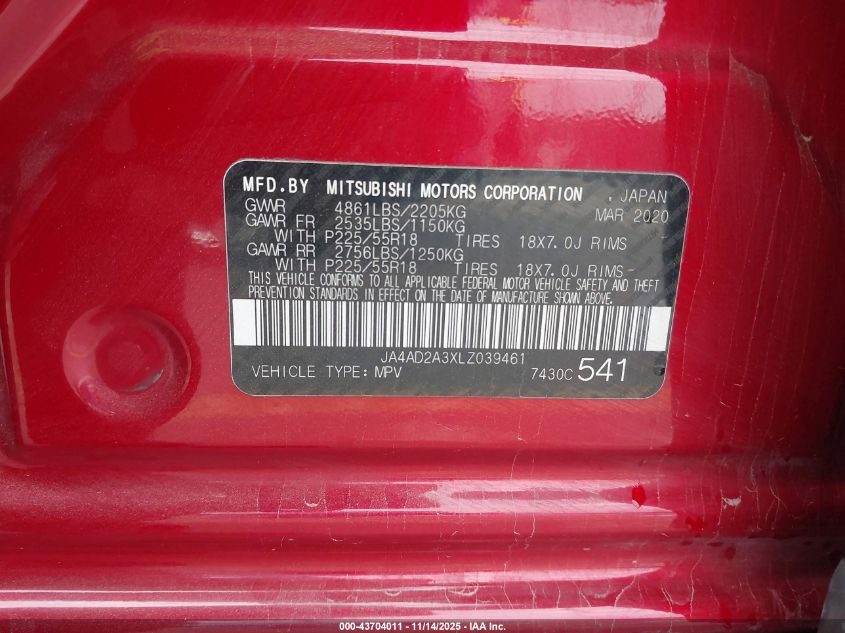 MFD.BY MITSUBISHI MOTORS CORPORATION , JAPAN
GVWR 4861LBS/2205KG MAR 2020
GAWR FR 2535LBS/1150KG
WITH P225/55R18 TIRES 18X7.0J RIMS -
GAWR RR 2756LBS/1250KG
WITH P225/55R18 TIRES 18X7.0J RIMS -
THIS VEHICLE CONFORMS TO ALL APPLICABLE FEDERAL MOTOR VEHICLE SAFETY AND THEFT
PREVENTION STANDARDS IN EFFECT ON THE DATE OF MANUFACTURE SHOWN ABOVE.
JA4AD2A3XLZ039461
VEHICLE TYPE:MPV 7430C 541
000-43704011 - 11/14/2025 - IAA Inc.